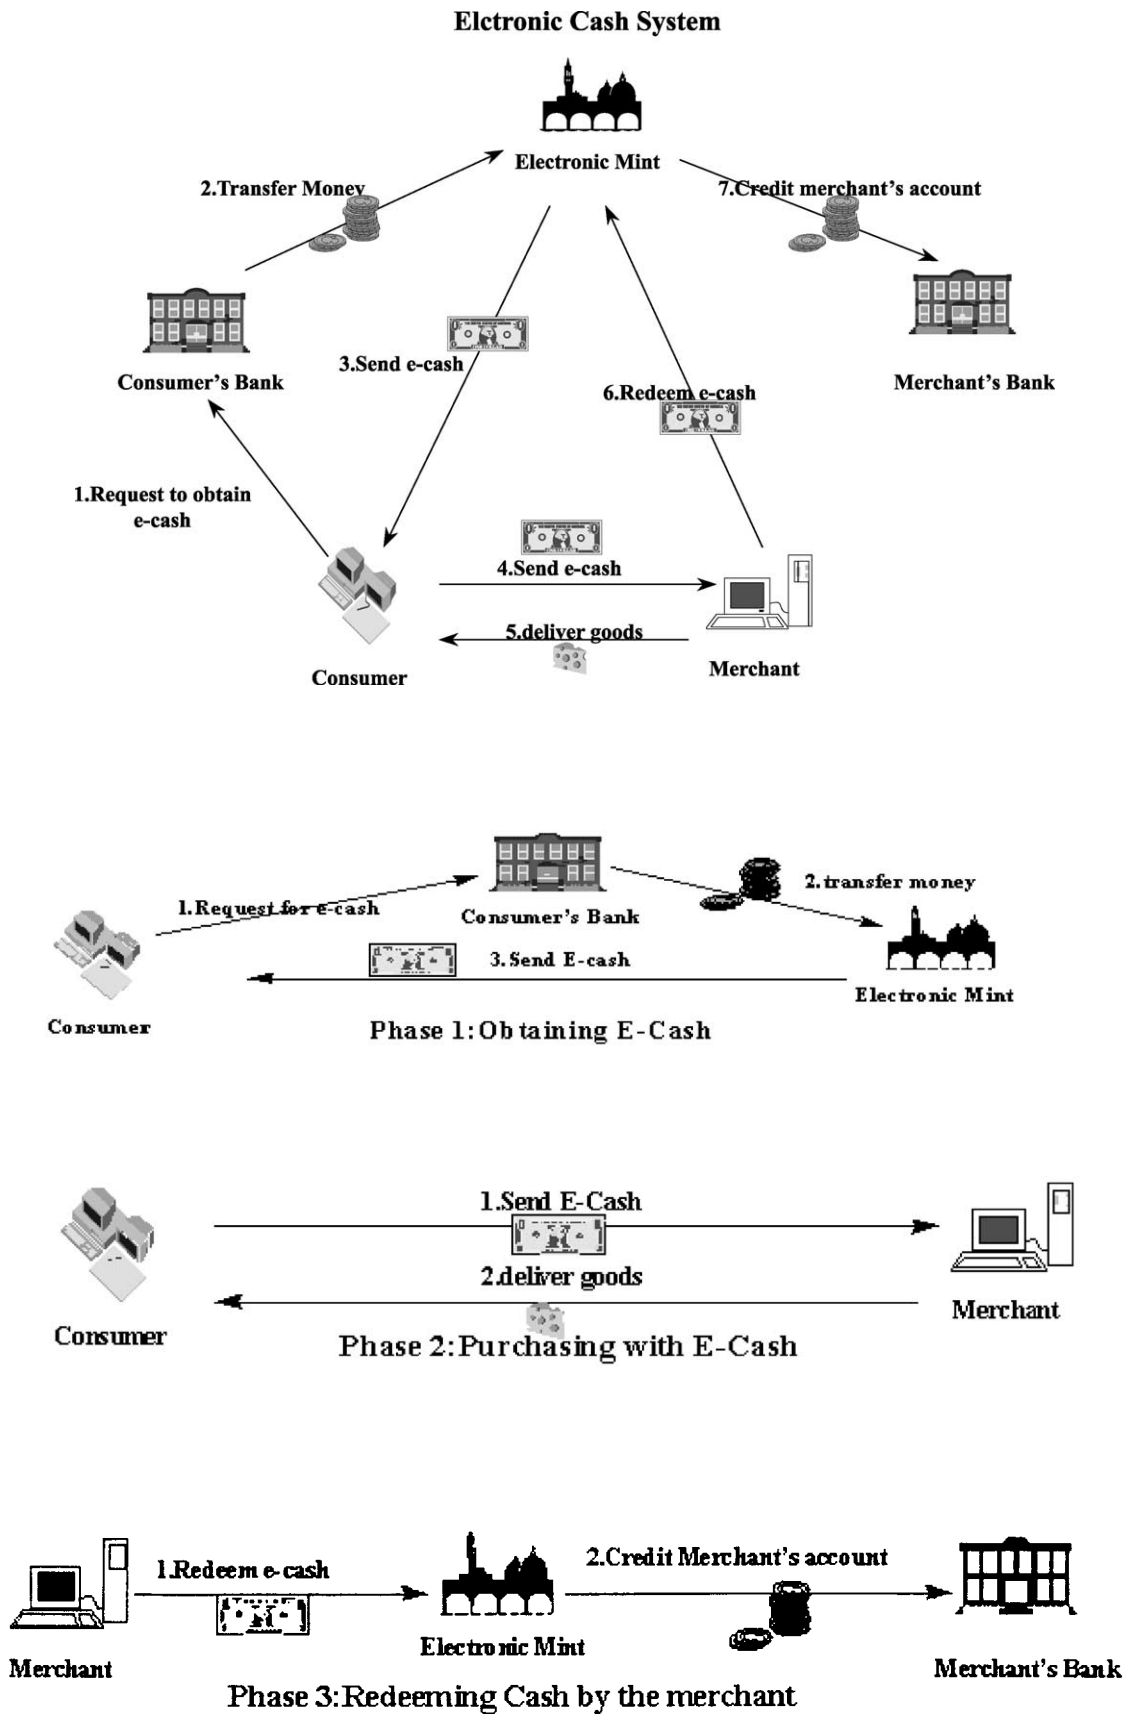 Elctronic Cash System
Electronic Mint
2.Transfer Money
7.Credit merchant's account
3.Send e-cash
Consumer's Bank
6.Redeem e-cash
Merchant's Bank
1.Request to obtain
e-cash
4.Send e-cash
5.deliver goods
Consumer
Merchant
1.Request for e-cash
Consumer's Bank
2.transfer money
3.Send E-cash
Electronic Mint
Consumer
Phase 1:Obtaining E-Cash
1.Send E-Cash
2.deliver goods
Consumer
Merchant
Phase 2:Purchasing with E-Cash
1.Redeem e-cash
2.Credit Merchant's account
Electronic Mint
Merchant
Merchant's Bank
Phase 3:Redeeming Cash by the merchant